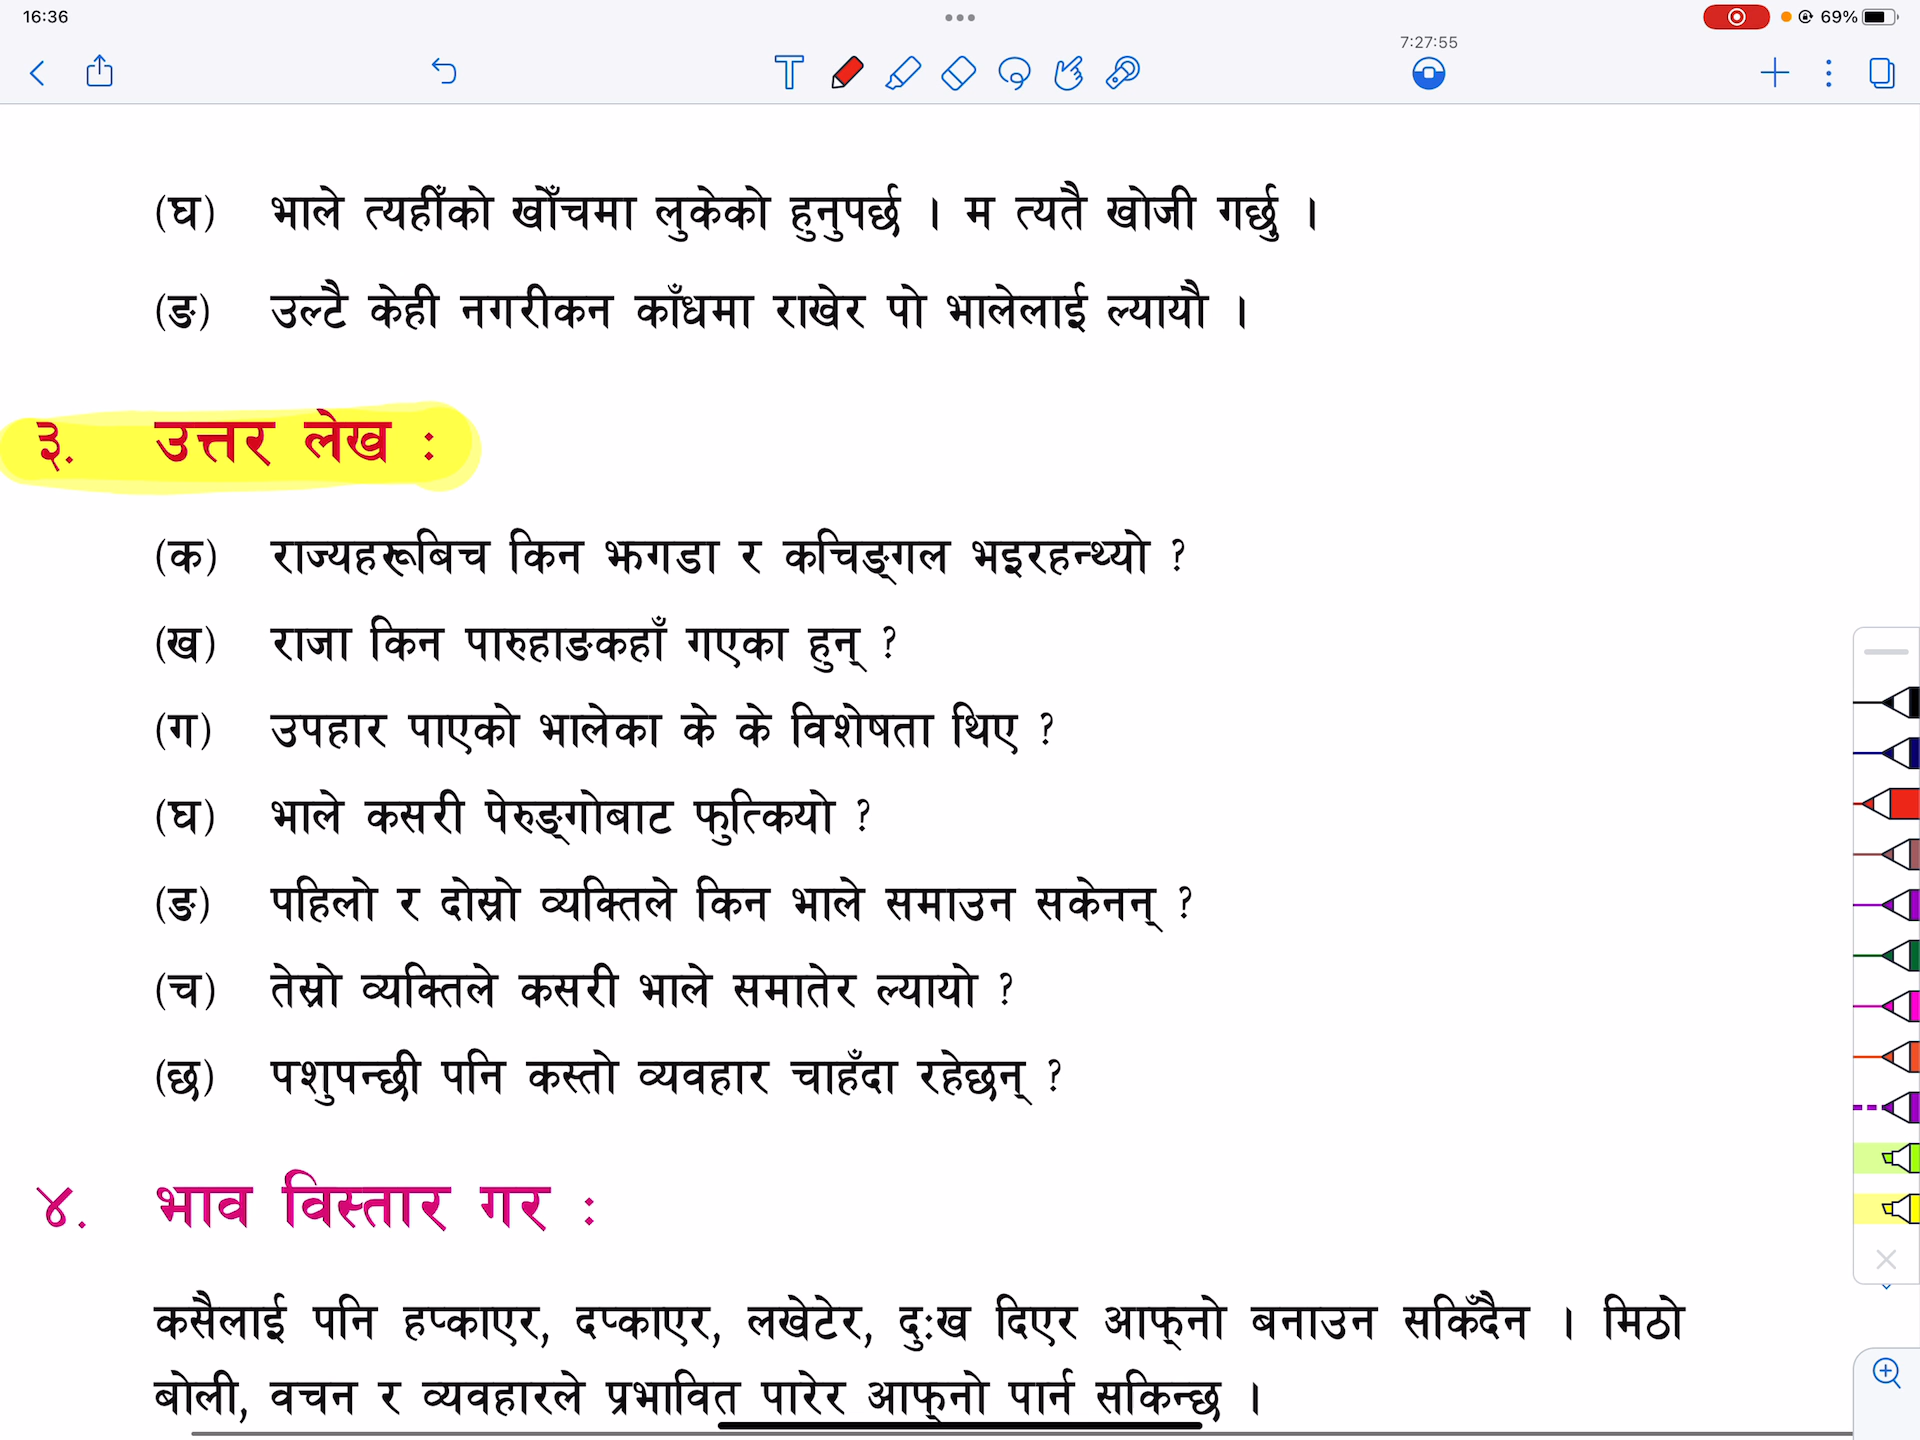 16:36
69%
7:27:55
(घ) भाले त्यहीँको खोँचमा लुकेको हुनुपर्छ । म त्यतै खोजी गर्छु ।
(ङ) उल्टै केही नगरीकन काँधमा राखेर पो भालेलाई ल्यायौ ।
३. उत्तर लेख :
(क) राज्यहरूबिच किन झगडा र कचिङ्गल भइरहन्थ्यो ?
(ख) राजा किन पारुहाङकहाँ गएका हुन् ?
(ग) उपहार पाएको भालेका के के विशेषता थिए ?
(घ) भाले कसरी पेरुङ्गोबाट फुत्कियो ?
(ङ) पहिलो र दोस्रो व्यक्तिले किन भाले समाउन सकेनन् ?
(च) तेस्रो व्यक्तिले कसरी भाले समातेर ल्यायो ?
(छ) पशुपन्छी पनि कस्तो व्यवहार चाहँदा रहेछन् ?
४. भाव विस्तार गर :
कसैलाई पनि हप्काएर, दप्काएर, लखेटेर, दुःख दिएर आफ्नो बनाउन सकिँदैन । मिठो
बोली, वचन र व्यवहारले प्रभावित पारेर आफ्नो पार्न सकिन्छ ।